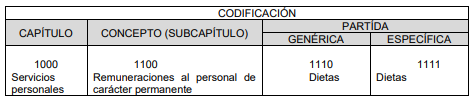 CODIFICACIÓN
CAPÍTULO CONCEPTO (SUBCAPÍTULO) PARTÍDA
GENÉRICA ESPECÍFICA
1000 1100 1110 1111
Servicios Remuneraciones al personal de Dietas Dietas
personales carácter permanente